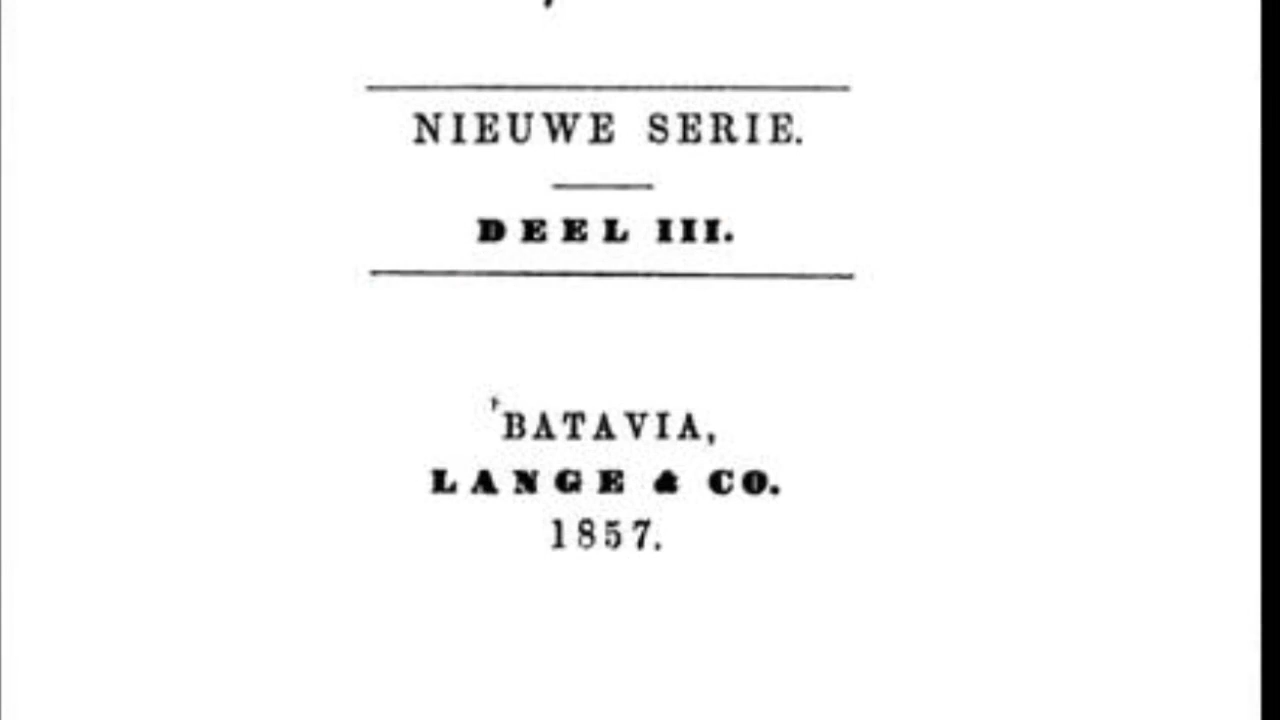 NIEUWE SERIE.
DEEL III.
BATAVIA,
LANGE & CO.
1857.